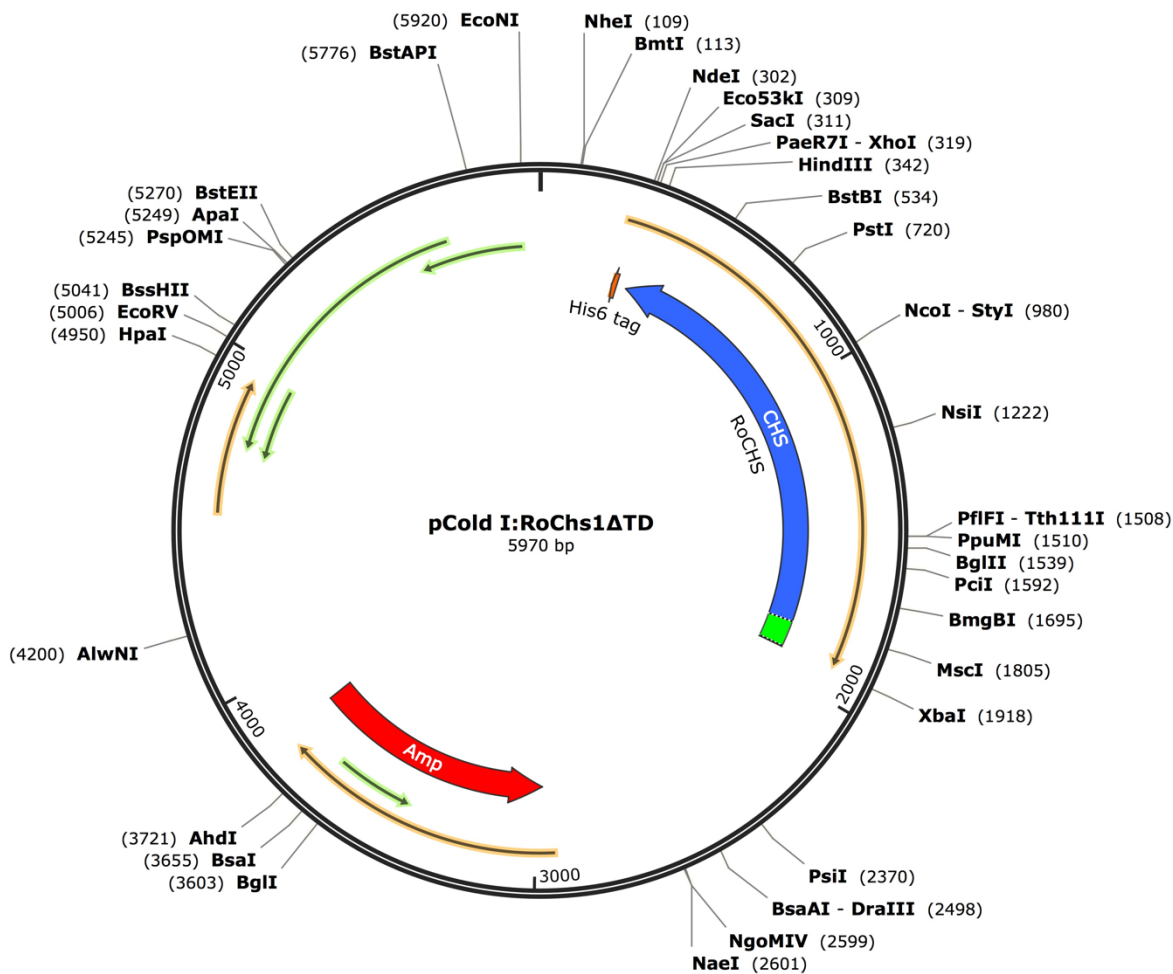 (5920) EcoNI
NheI (109)
(5776) BstAPI
BmtI (113)
NdeI (302)
Eco53kI (309)
SacI (311)
PaeR7I - XhoI (319)
HindIII (342)
(5270) BstEII
(5249) ApaI
(5245) PspOMI
BstBI (534)
PstI (720)
(5041) BssHII
(5006) EcoRV
(4950) HpaI
NcoI - StyI (980)
His6 tag
1000
5000
NsiI (1222)
CHS
RoCHS
pCold I:RoChs1ΔTD
5970 bp
PflFI - Tth111I (1508)
PpuMI (1510)
BglII (1539)
PciI (1592)
BmgBI (1695)
(4200) AlwNI
MscI (1805)
2000
4000
XbaI (1918)
Amp
(3721) AhdI
(3655) BsaI
(3603) BglI
3000
PsiI (2370)
BsaAI - DraIII (2498)
NgoMIV (2599)
NaeI (2601)